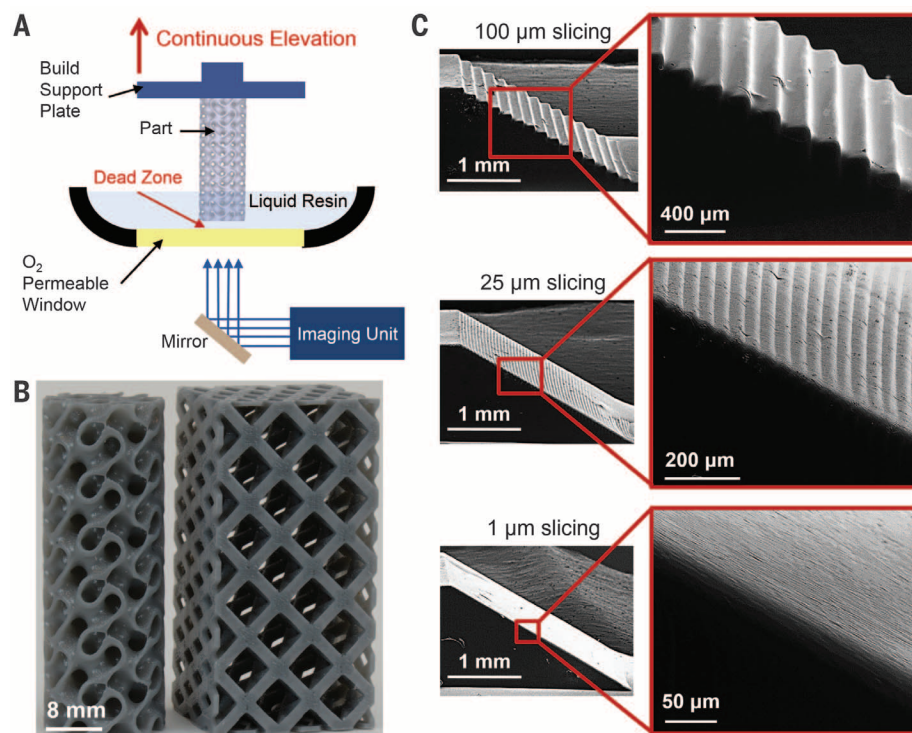 A
Continuous Elevation
Build
Support
Plate
Part
Dead Zone
Liquid Resin
O₂
Permeable
Window
Mirror
Imaging Unit
B
8 mm
C
100 µm slicing
1 mm
400 µm
25 µm slicing
1 mm
200 µm
1 µm slicing
1 mm
50 µm